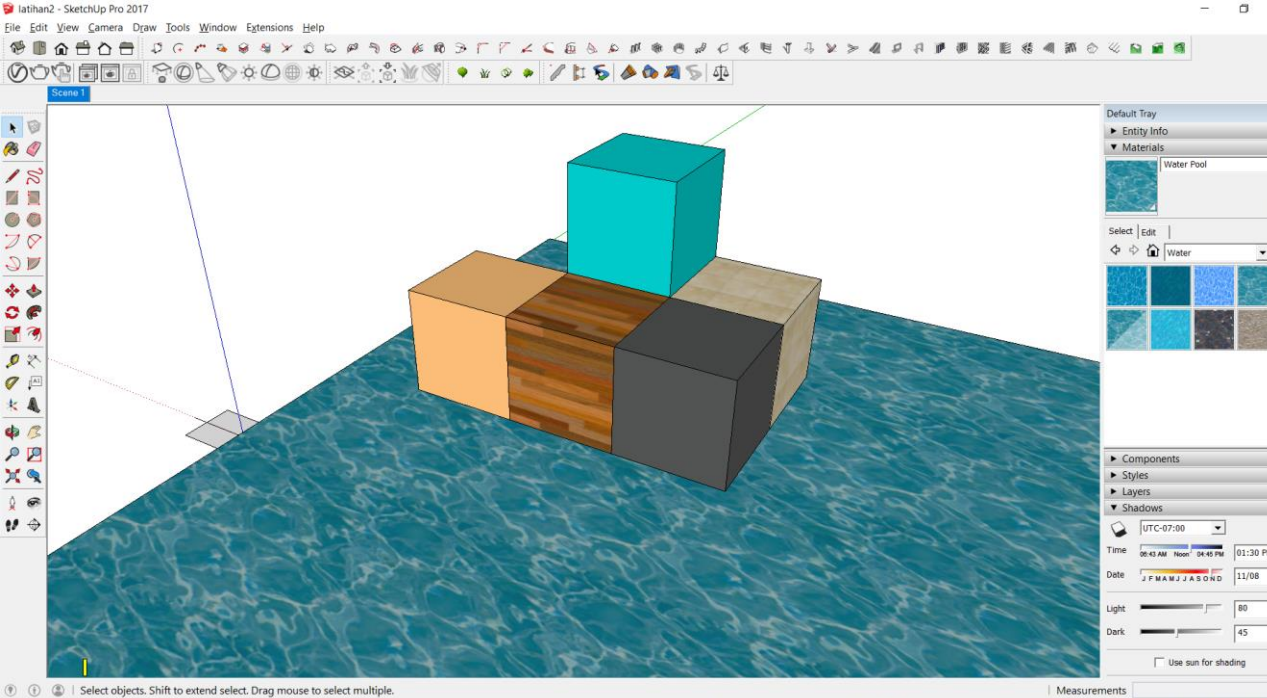 latihan2 - SketchUp Pro 2017
File Edit View Camera Draw Tools Window Extensions Help
Scene 1
Default Tray
Entity Info
Materials
Water Pool
Select Edit
Water
Components
Styles
Layers
Shadows
UTC-07:00
Time 06:43 AM Noon 04:45 PM 01:30 P
Date J F M A M J J A S O N D 11/08
Light 80
Dark 45
Use sun for shading
Select objects. Shift to extend select. Drag mouse to select multiple.
Measurements